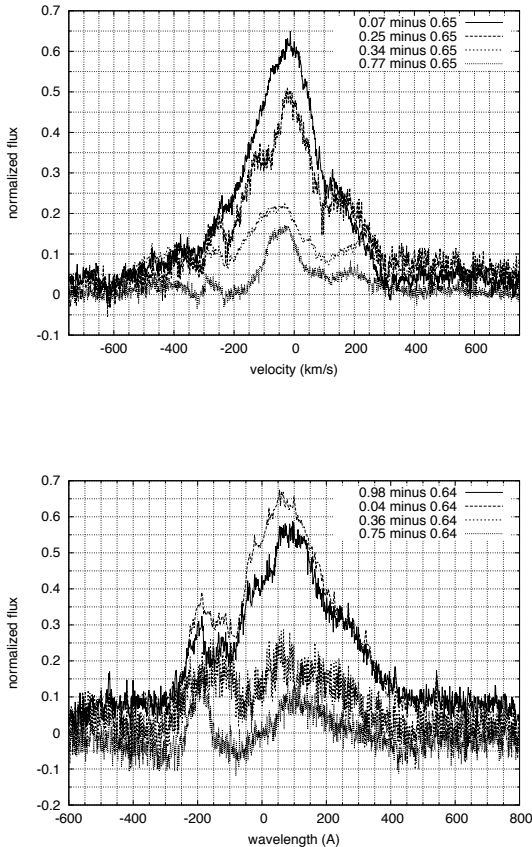 0.7
0.6
0.5
0.4
0.3
0.2
0.1
0
-0.1
normalized flux
0.07 minus 0.65
0.25 minus 0.65
0.34 minus 0.65
0.77 minus 0.65
-600 -400 -200 0 200 400 600
velocity (km/s)
0.7
0.6
0.5
0.4
0.3
0.2
0.1
0
-0.1
-0.2
normalized flux
0.98 minus 0.64
0.04 minus 0.64
0.36 minus 0.64
0.75 minus 0.64
-600 -400 -200 0 200 400 600 800
wavelength (A)